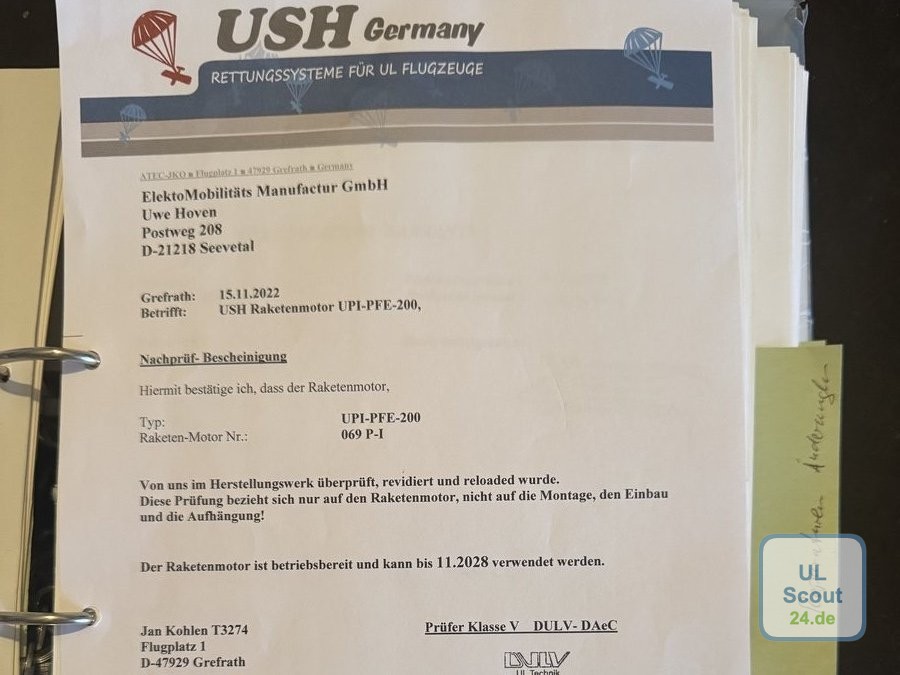 USH Germany
RETTUNGSSYSTEME FÜR UL FLUGZEUGE
ATEC-JKO ■ Flugplatz 1 ■ 47929 Grefrath ■ Germany
ElektoMobilitäts Manufactur GmbH
Uwe Hoven
Postweg 208
D-21218 Seevetal
Grefrath: 15.11.2022
Betrifft: USH Raketenmotor UPI-PFE-200,
Nachprüf- Bescheinigung
Hiermit bestätige ich, dass der Raketenmotor,
Typ: UPI-PFE-200
Raketen-Motor Nr.: 069 P-I
Von uns im Herstellungswerk überprüft, revidiert und reloaded wurde.
Diese Prüfung bezieht sich nur auf den Raketenmotor, nicht auf die Montage, den Einbau
und die Aufhängung!
Der Raketenmotor ist betriebsbereit und kann bis 11.2028 verwendet werden.
Jan Kohlen T3274 Prüfer Klasse V DULV- DAeC
Flugplatz 1
D-47929 Grefrath
DULV
UL Technik
Änderungen
UL
Scout
24.de